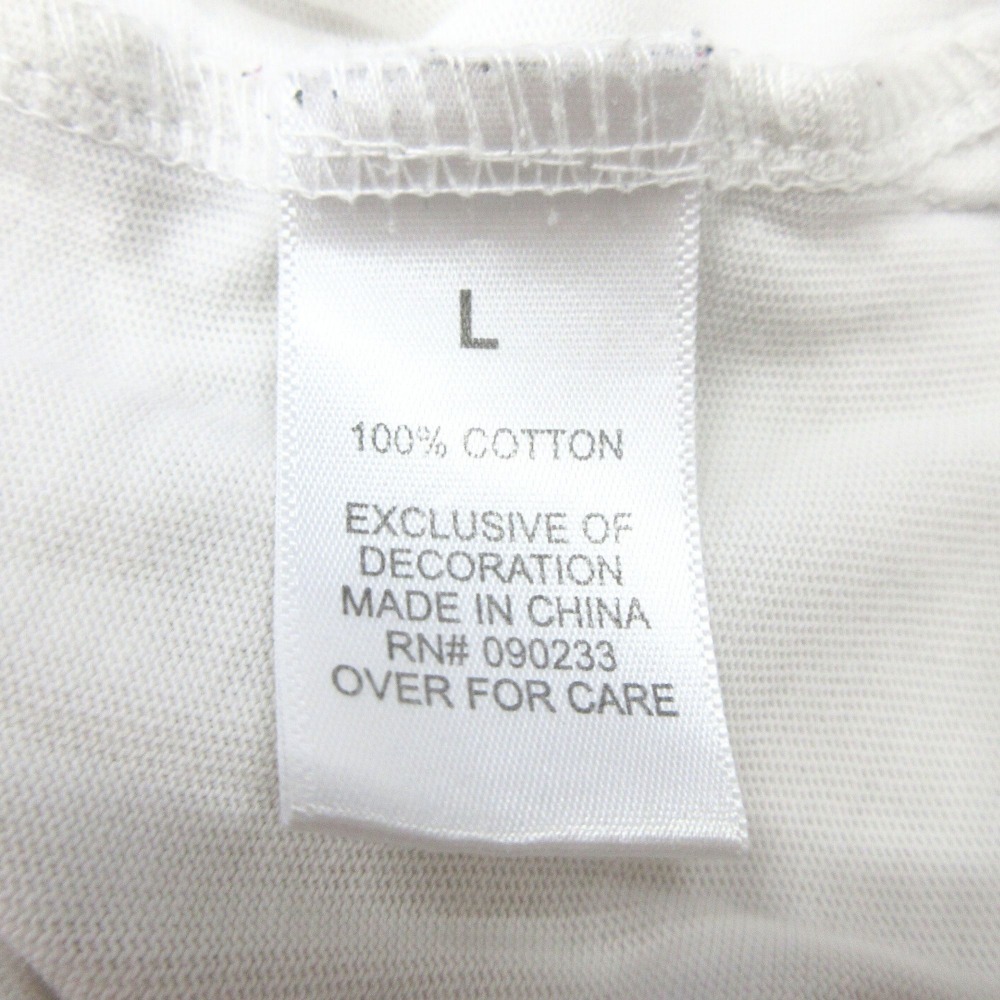 L
100% COTTON
EXCLUSIVE OF
DECORATION
MADE IN CHINA
RN# 090233
OVER FOR CARE